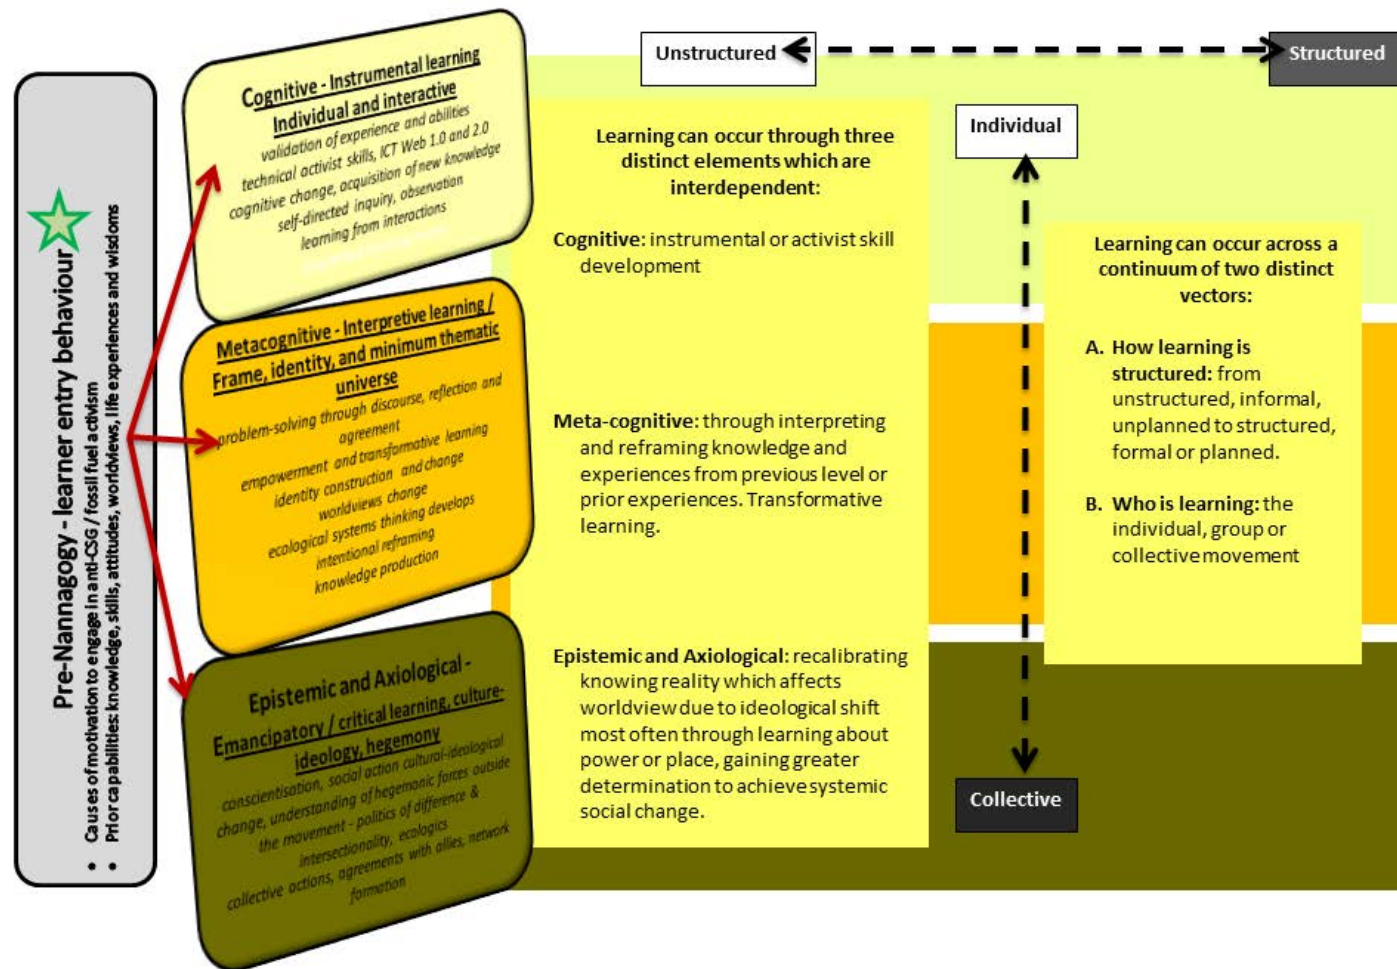 Pre-Nannagogy - learner entry behaviour
• Causes of motivation to engage in anti-CSG / fossil fuel activism
• Prior capabilities: knowledge, skills, attitudes, worldviews, life experiences and wisdoms
Cognitive - Instrumental learning
Individual and interactive
validation of experience and abilities
technical activist skills, ICT Web 1.0 and 2.0
cognitive change, acquisition of new knowledge
self-directed inquiry, observation
learning from interactions
Metacognitive - Interpretive learning /
Frame, identity, and minimum thematic
universe
problem-solving through discourse, reflection and
agreement
empowerment and transformative learning
identity construction and change
worldviews change
ecological systems thinking develops
intentional reframing
knowledge production
Epistemic and Axiological -
Emancipatory / critical learning, culture-
ideology, hegemony
conscientisation, social action cultural-ideological
change, understanding of hegemonic forces outside
the movement - politics of difference &
intersectionality, ecologics
collective actions, agreements with allies, network
formation
Unstructured
Structured
Learning can occur through three
distinct elements which are
interdependent:
Cognitive: instrumental or activist skill
development
Meta-cognitive: through interpreting
and reframing knowledge and
experiences from previous level or
prior experiences. Transformative
learning.
Epistemic and Axiological: recalibrating
knowing reality which affects
worldview due to ideological shift
most often through learning about
power or place, gaining greater
determination to achieve systemic
social change.
Individual
Collective
Learning can occur across a
continuum of two distinct
vectors:
A. How learning is
structured: from
unstructured, informal,
unplanned to structured,
formal or planned.
B. Who is learning: the
individual, group or
collective movement